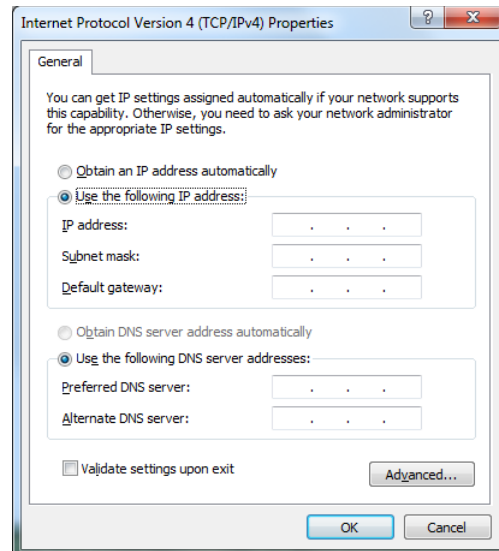 Internet Protocol Version 4 (TCP/IPv4) Properties
?
X
General
You can get IP settings assigned automatically if your network supports
this capability. Otherwise, you need to ask your network administrator
for the appropriate IP settings.
Obtain an IP address automatically
Use the following IP address:
IP address: . . .
Subnet mask: . . .
Default gateway: . . .
Obtain DNS server address automatically
Use the following DNS server addresses:
Preferred DNS server: . . .
Alternate DNS server: . . .
Validate settings upon exit
Advanced...
OK Cancel